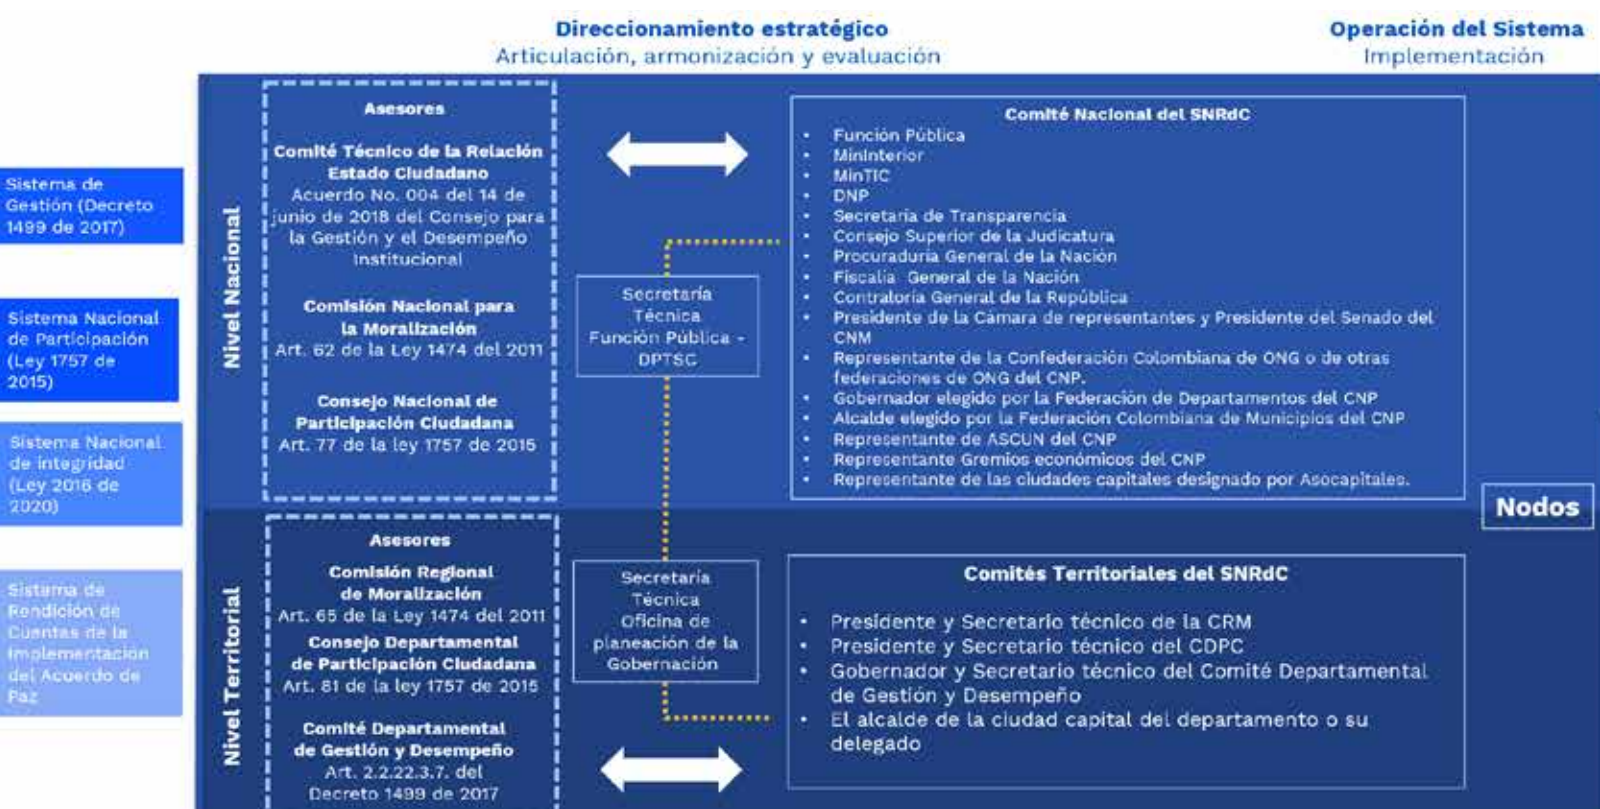 Direccionamiento estratégico
Articulación, armonización y evaluación
Operación del Sistema
Implementación
Sistema de
Gestión (Decreto
1499 de 2017)
Sistema Nacional
de Participación
(Ley 1757 de
2015)
Sistema Nacional
de integridad
(Ley 2016 de
2020)
Sistema de
Rendición de
Cuentas de la
Implementación
del Acuerdo de
Paz
Nivel Nacional
Asesores
Comité Técnico de la Relación
Estado Ciudadano
Acuerdo No. 004 del 14 de
junio de 2018 del Consejo para
la Gestión y el Desempeño
Institucional
Comisión Nacional para
la Moralización
Art. 62 de la Ley 1474 del 2011
Consejo Nacional de
Participación Ciudadana
Art. 77 de la ley 1757 de 2015
Secretaría
Técnica
Función Pública -
DPTSC
Comité Nacional del SNRdC
• Función Pública
• MinInterior
• MinTIC
• DNP
• Secretaría de Transparencia
• Consejo Superior de la Judicatura
• Procuraduría General de la Nación
• Fiscalía General de la Nación
• Contraloría General de la República
• Presidente de la Cámara de representantes y Presidente del Senado del
CNM
• Representante de la Confederación Colombiana de ONG o de otras
federaciones de ONG del CNP.
• Gobernador elegido por la Federación de Departamentos del CNP
• Alcalde elegido por la Federación Colombiana de Municipios del CNP
• Representante de ASCUN del CNP
• Representante Gremios económicos del CNP
• Representante de las ciudades capitales designado por Asocapitales.
Nodos
Nivel Territorial
Asesores
Comisión Regional
de Moralización
Art. 65 de la Ley 1474 del 2011
Consejo Departamental
de Participación Ciudadana
Art. 81 de la ley 1757 de 2015
Comité Departamental
de Gestión y Desempeño
Art. 2.2.22.3.7. del
Decreto 1499 de 2017
Secretaría
Técnica
Oficina de
planeación de la
Gobernación
Comités Territoriales del SNRdC
• Presidente y Secretario técnico de la CRM
• Presidente y Secretario técnico del CDPC
• Gobernador y Secretario técnico del Comité Departamental
de Gestión y Desempeño
• El alcalde de la ciudad capital del departamento o su
delegado